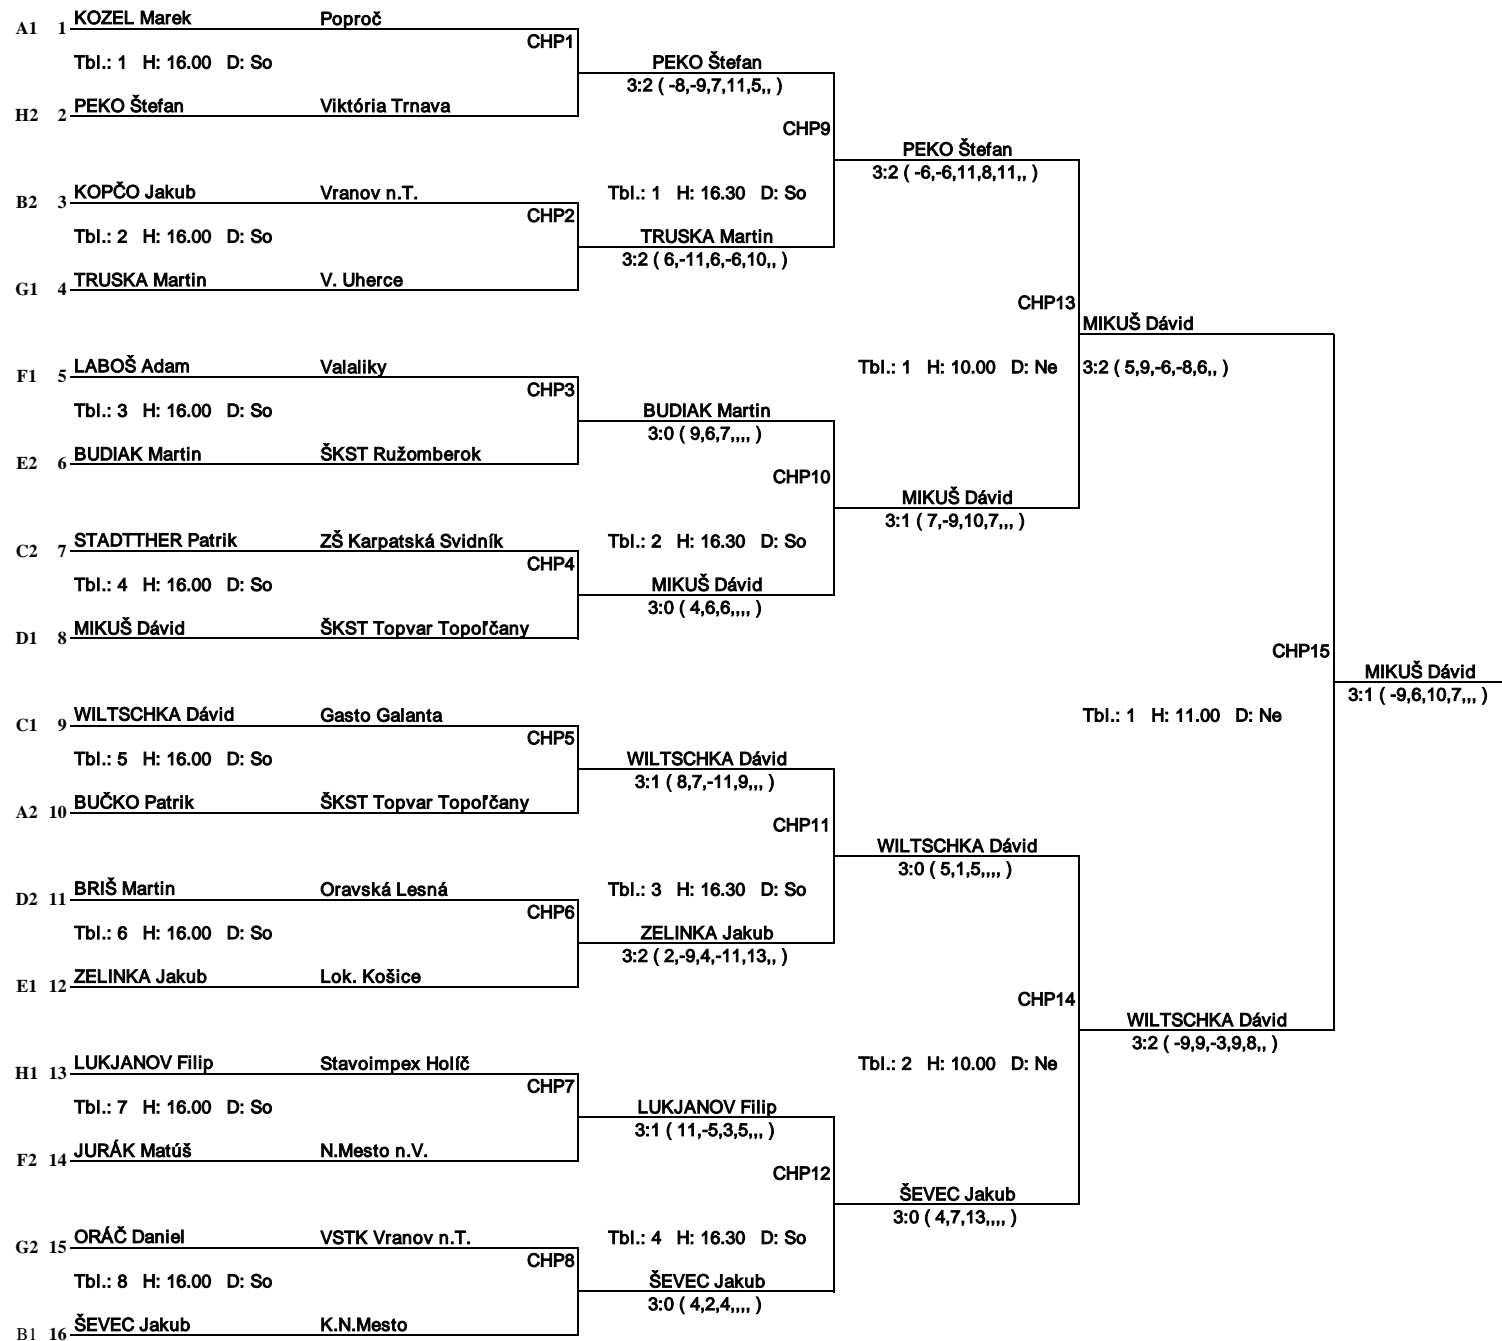 A1 1 KOZEL Marek Poproč
CHP1
Tbl.: 1 H: 16.00 D: So
PEKO Štefan
3:2 ( -8,-9,7,11,5,, )
H2 2 PEKO Štefan Viktória Trnava
CHP9
PEKO Štefan
3:2 ( -6,-6,11,8,11,, )
B2 3 KOPČO Jakub Vranov n.T.
Tbl.: 1 H: 16.30 D: So
CHP2
Tbl.: 2 H: 16.00 D: So
TRUSKA Martin
3:2 ( 6,-11,6,-6,10,, )
G1 4 TRUSKA Martin V. Uherce
CHP13
MIKUŠ Dávid
F1 5 LABOŠ Adam Valaliky
Tbl.: 1 H: 10.00 D: Ne
3:2 ( 5,9,-6,-8,6,, )
CHP3
Tbl.: 3 H: 16.00 D: So
BUDIAK Martin
3:0 ( 9,6,7,,,, )
E2 6 BUDIAK Martin ŠKST Ružomberok
CHP10
MIKUŠ Dávid
3:1 ( 7,-9,10,7,,, )
C2 7 STADTTHER Patrik ZŠ Karpatská Svidník
Tbl.: 2 H: 16.30 D: So
CHP4
Tbl.: 4 H: 16.00 D: So
MIKUŠ Dávid
3:0 ( 4,6,6,,,, )
D1 8 MIKUŠ Dávid ŠKST Topvar Topoľčany
CHP15
MIKUŠ Dávid
3:1 ( -9,6,10,7,,, )
C1 9 WILTSCHKA Dávid Gasto Galanta
Tbl.: 1 H: 11.00 D: Ne
CHP5
Tbl.: 5 H: 16.00 D: So
WILTSCHKA Dávid
3:1 ( 8,7,-11,9,,, )
A2 10 BUČKO Patrik ŠKST Topvar Topoľčany
CHP11
WILTSCHKA Dávid
3:0 ( 5,1,5,,,, )
D2 11 BRIŠ Martin Oravská Lesná
Tbl.: 3 H: 16.30 D: So
CHP6
Tbl.: 6 H: 16.00 D: So
ZELINKA Jakub
3:2 ( 2,-9,4,-11,13,, )
E1 12 ZELINKA Jakub Lok. Košice
CHP14
WILTSCHKA Dávid
3:2 ( -9,9,-3,9,8,, )
H1 13 LUKJANOV Filip Stavoimpex Holíč
Tbl.: 2 H: 10.00 D: Ne
CHP7
Tbl.: 7 H: 16.00 D: So
LUKJANOV Filip
3:1 ( 11,-5,3,5,,, )
F2 14 JURÁK Matúš N.Mesto n.V.
CHP12
ŠEVEC Jakub
3:0 ( 4,7,13,,,, )
G2 15 ORÁČ Daniel VSTK Vranov n.T.
Tbl.: 4 H: 16.30 D: So
CHP8
Tbl.: 8 H: 16.00 D: So
ŠEVEC Jakub
3:0 ( 4,2,4,,,, )
B1 16 ŠEVEC Jakub K.N.Mesto